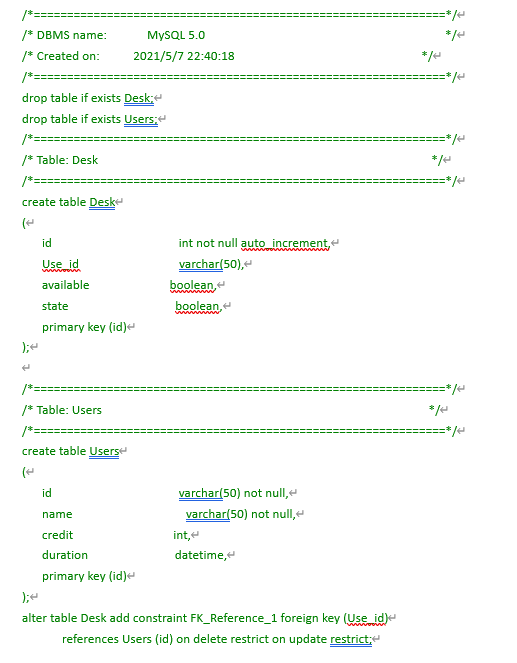 /*==============================================================*/
/* DBMS name:      MySQL 5.0                                    */
/* Created on:     2021/5/7 22:40:18                            */
/*==============================================================*/
drop table if exists Desk;
drop table if exists Users;
/*==============================================================*/
/* Table: Desk                                                  */
/*==============================================================*/
create table Desk
(
id                   int not null auto_increment,
Use_id               varchar(50),
available            boolean,
state                boolean,
primary key (id)
);
/*==============================================================*/
/* Table: Users                                                 */
/*==============================================================*/
create table Users
(
id                   varchar(50) not null,
name                 varchar(50) not null,
credit               int,
duration             datetime,
primary key (id)
);
alter table Desk add constraint FK_Reference_1 foreign key (Use_id)
references Users (id) on delete restrict on update restrict;